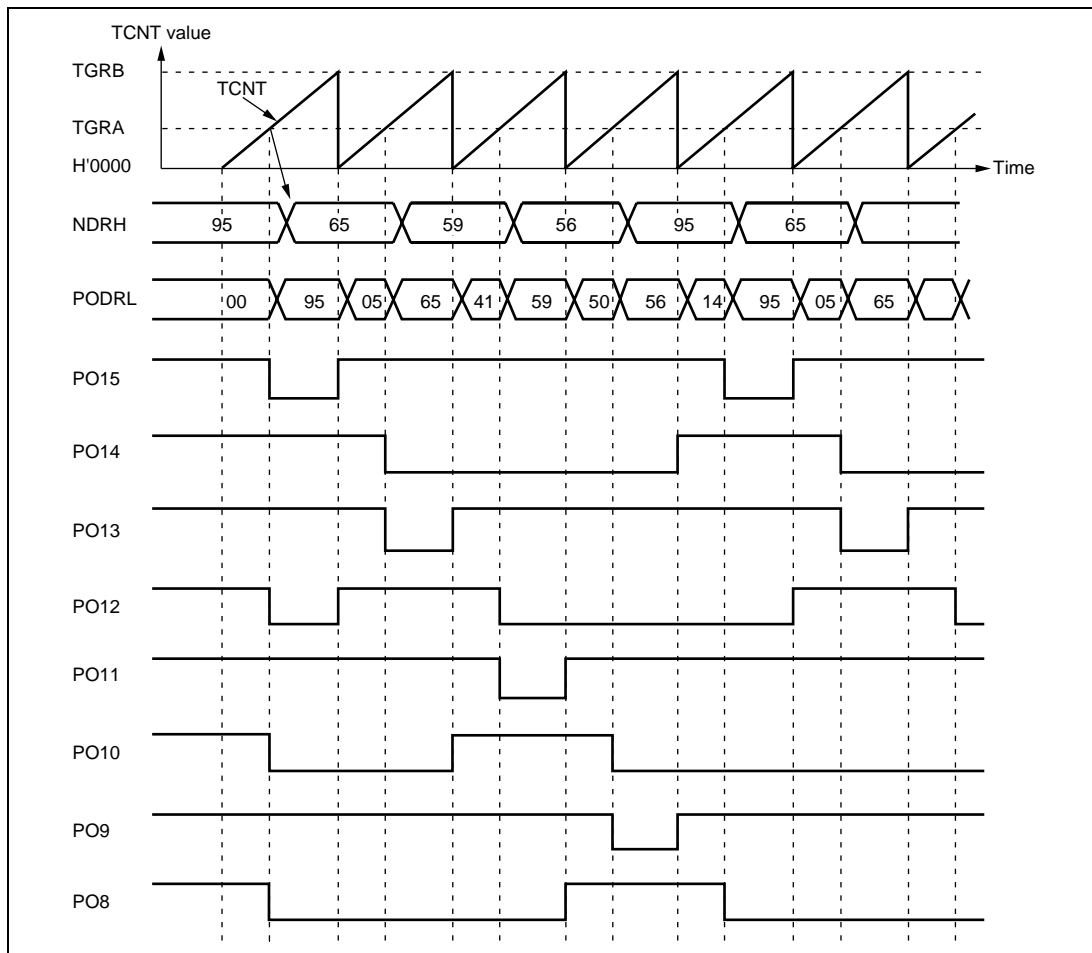 TCNT value
TGRB
TCNT
TGRA
H'0000
Time
NDRH 95 65 59 56 95 65
PODRL 00 95 05 65 41 59 50 56 14 95 05 65
PO15
PO14
PO13
PO12
PO11
PO10
PO9
PO8